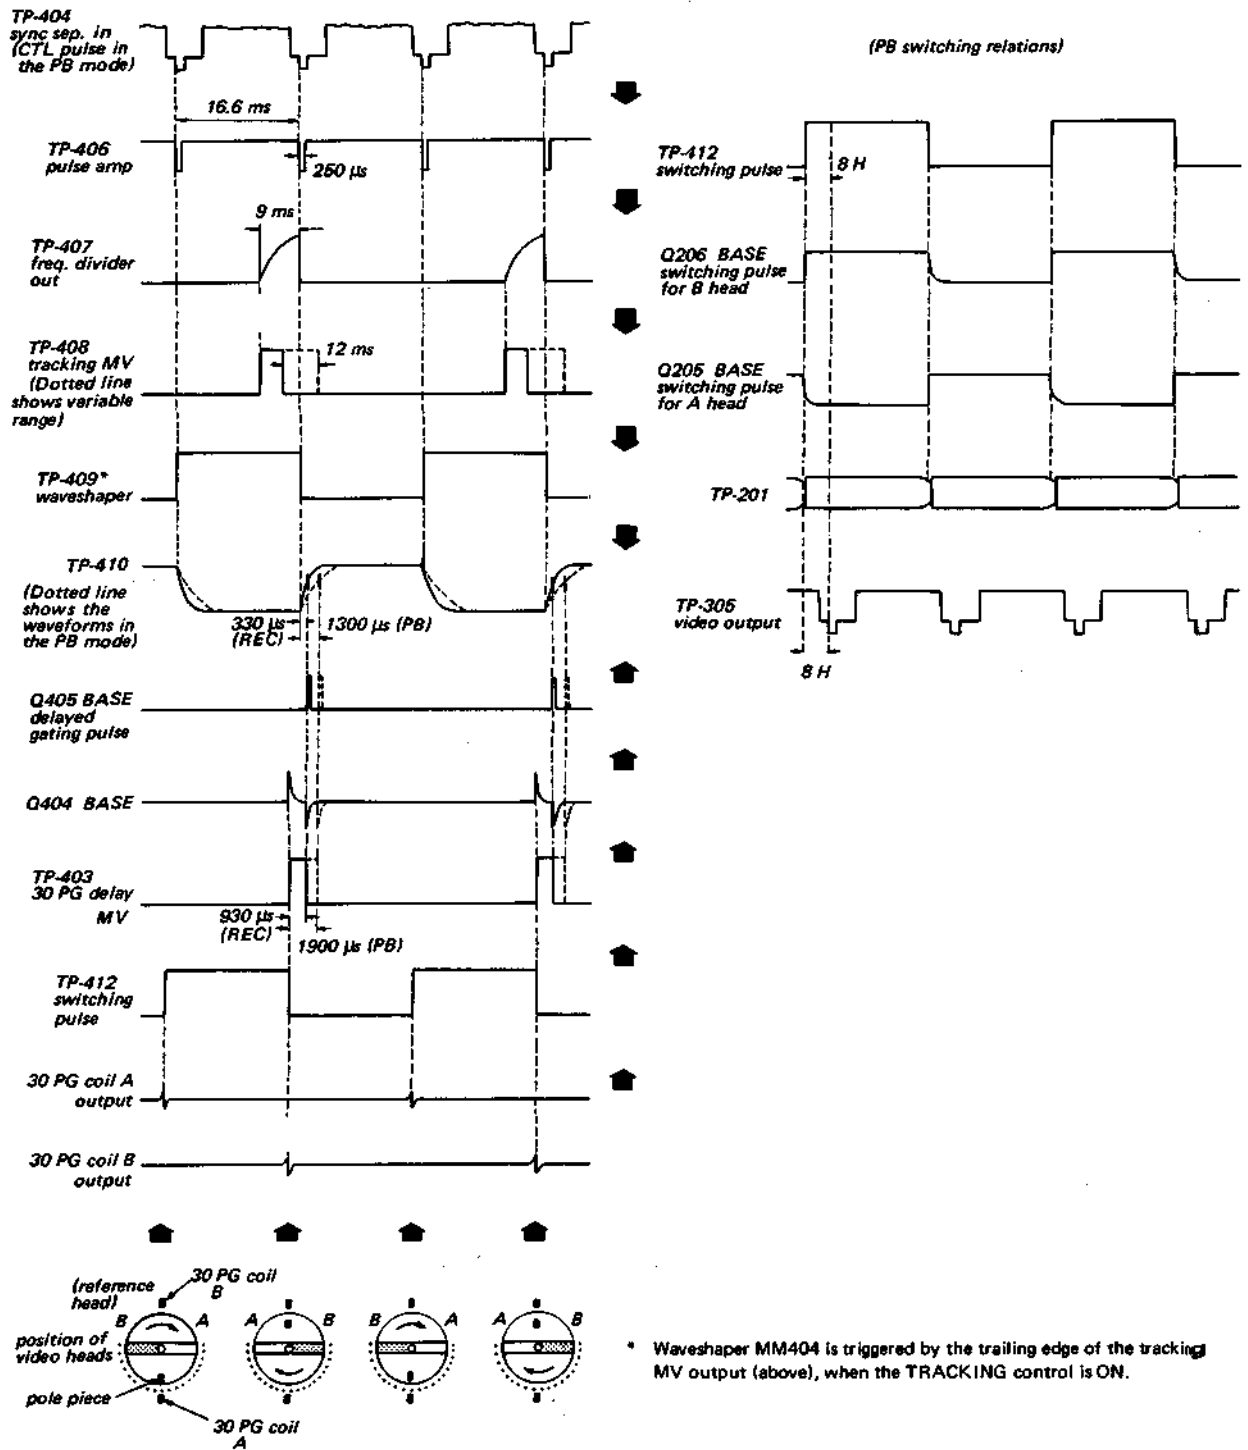 TP-404
sync sep. in
(CTL pulse in
the PB mode)
16.6 ms
TP-406
pulse amp
250 µs
9 ms
TP-407
freq. divider
out
TP-408
tracking MV
(Dotted line
shows variable
range)
12 ms
TP-409*
waveshaper
TP-410
(Dotted line
shows the
waveforms in
the PB mode)
330 µs
(REC)
1300 µs (PB)
Q405 BASE
delayed
gating pulse
Q404 BASE
TP-403
30 PG delay
MV
930 µs
(REC)
1900 µs (PB)
TP-412
switching
pulse
30 PG coil A
output
30 PG coil B
output
(reference
head)
30 PG coil
B
B A
A B
B A
A B
position of
video heads
pole piece
30 PG coil
A
(PB switching relations)
TP-412
switching pulse
8 H
Q206 BASE
switching pulse
for B head
Q205 BASE
switching pulse
for A head
TP-201
TP-305
video output
8 H
* Waveshaper MM404 is triggered by the trailing edge of the tracking
MV output (above), when the TRACKING control is ON.